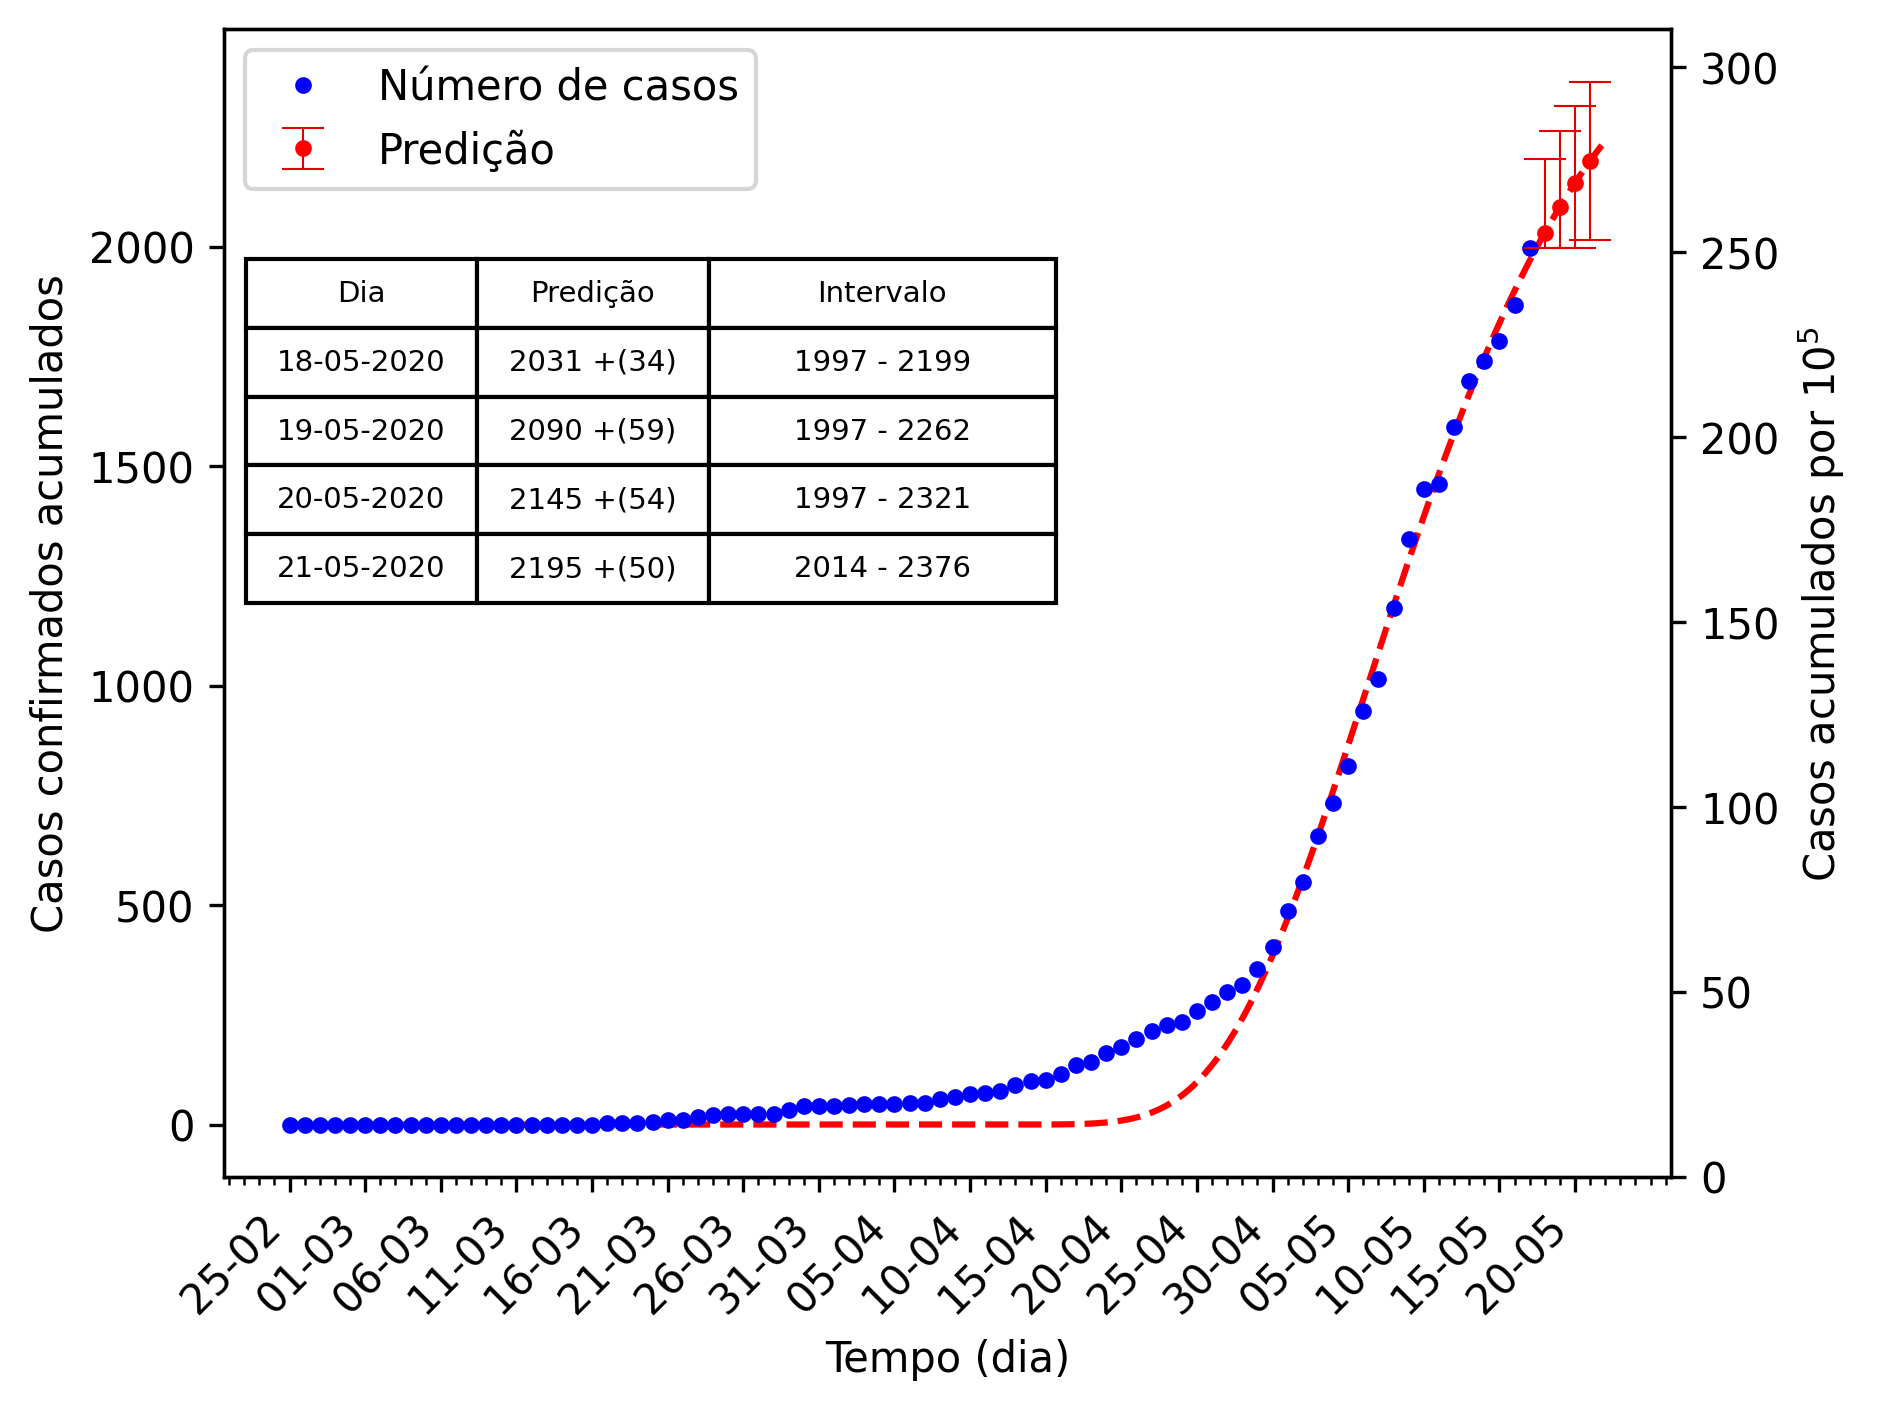 Número de casos
Predição
Dia Predição Intervalo
18-05-2020 2031 +(34) 1997 - 2199
19-05-2020 2090 +(59) 1997 - 2262
20-05-2020 2145 +(54) 1997 - 2321
21-05-2020 2195 +(50) 2014 - 2376
Casos confirmados acumulados
2000
1500
1000
500
0
300
250
200
150
100
50
0
Casos acumulados por 10⁵
25-02 01-03 06-03 11-03 16-03 21-03 26-03 31-03 05-04 10-04 15-04 20-04 25-04 30-04 05-05 10-05 15-05 20-05
Tempo (dia)